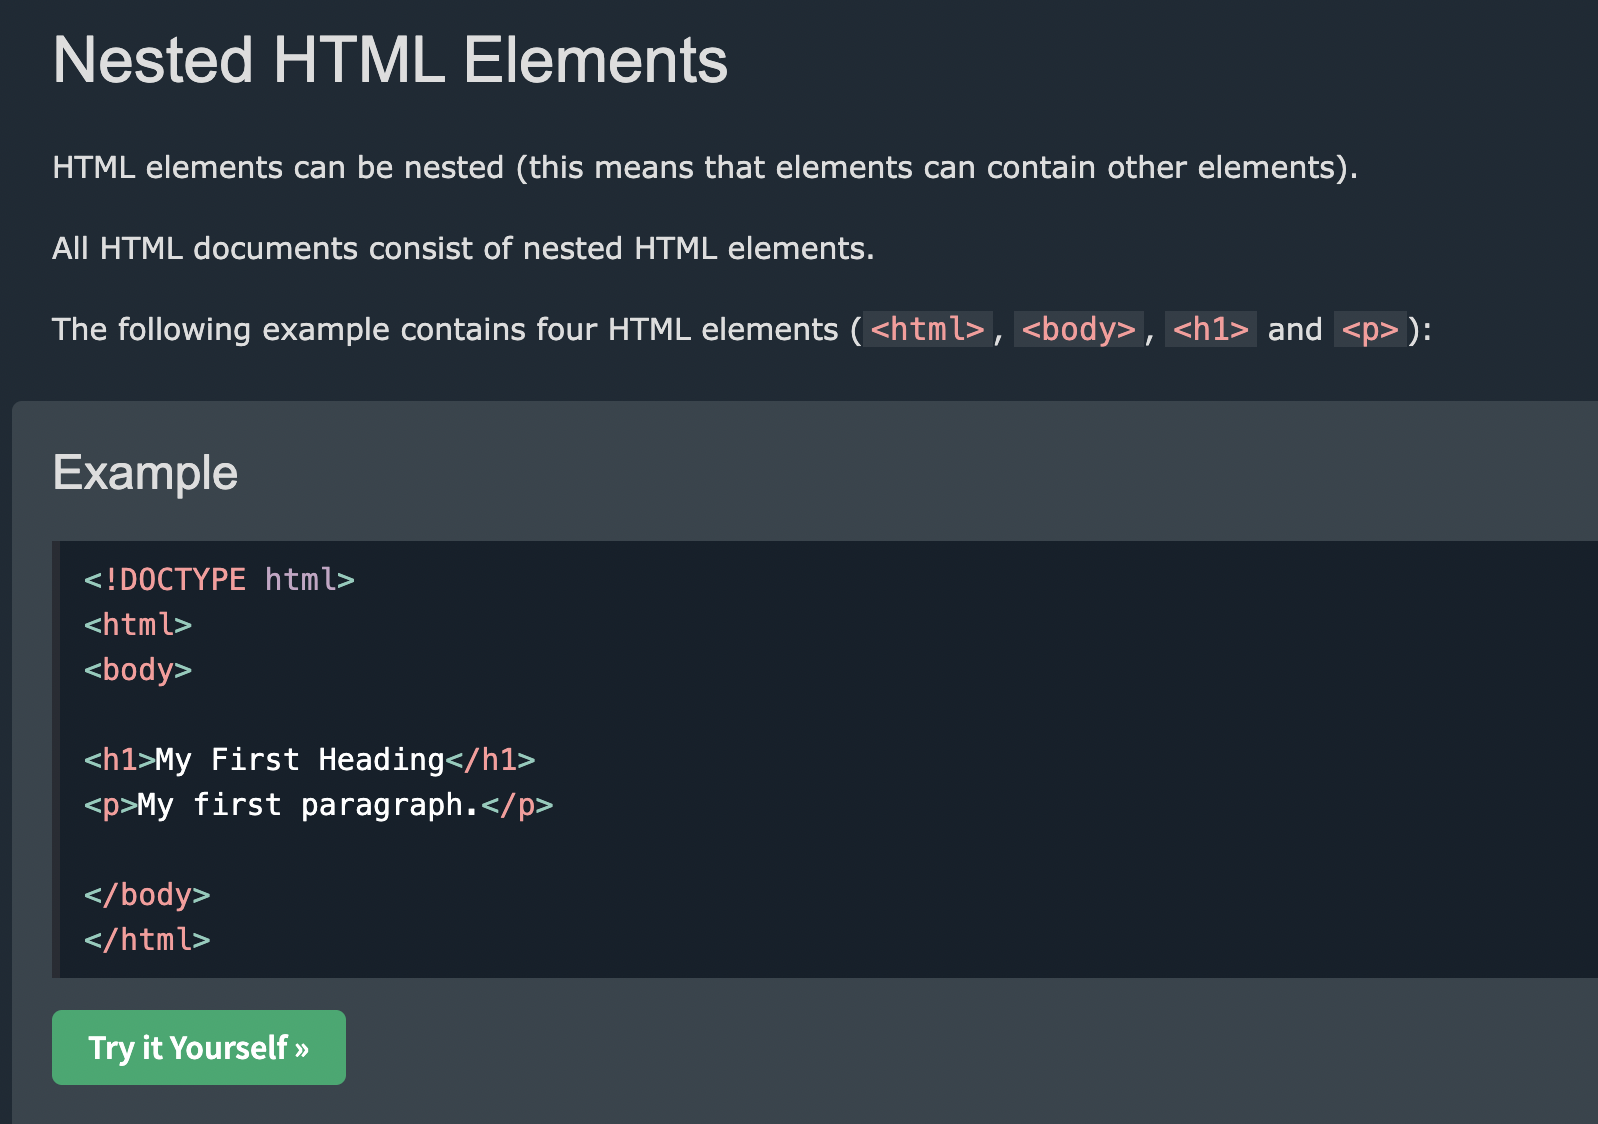 Nested HTML Elements
HTML elements can be nested (this means that elements can contain other elements).
All HTML documents consist of nested HTML elements.
The following example contains four HTML elements (<html>, <body>, <h1> and <p>):
Example
<!DOCTYPE html>
<html>
<body>
<h1>My First Heading</h1>
<p>My first paragraph.</p>
</body>
</html>
Try it Yourself »